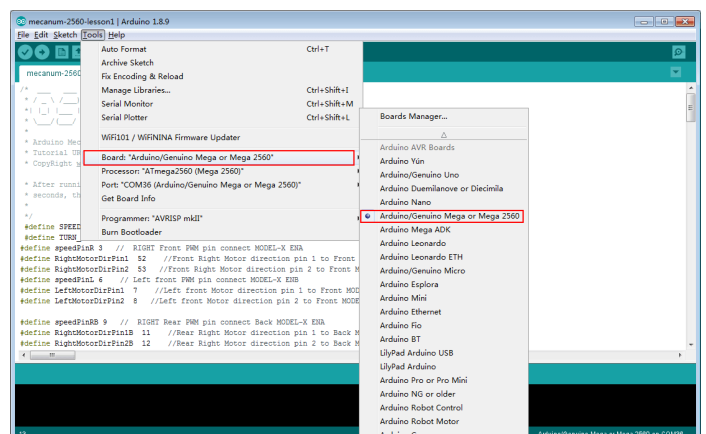 mecanum-2560-lesson1 | Arduino 1.8.9
File Edit Sketch Tools Help
mecanum-256
Auto Format Ctrl+T
Archive Sketch
Fix Encoding & Reload
Manage Libraries... Ctrl+Shift+I
Serial Monitor Ctrl+Shift+M
Serial Plotter Ctrl+Shift+L
WiFi101 / WiFiNINA Firmware Updater
Board: "Arduino/Genuino Mega or Mega 2560"
Processor: "ATmega2560 (Mega 2560)"
Port: "COM36 (Arduino/Genuino Mega or Mega 2560)"
Get Board Info
Programmer: "AVRISP mkII"
Burn Bootloader
Boards Manager...
Arduino AVR Boards
Arduino Yún
Arduino/Genuino Uno
Arduino Duemilanove or Diecimila
Arduino Nano
Arduino/Genuino Mega or Mega 2560
Arduino Mega ADK
Arduino Leonardo
Arduino Leonardo ETH
Arduino/Genuino Micro
Arduino Esplora
Arduino Mini
Arduino Ethernet
Arduino Fio
Arduino BT
LilyPad Arduino USB
LilyPad Arduino
Arduino Pro or Pro Mini
Arduino NG or older
Arduino Robot Control
Arduino Robot Motor
/*
* Arduino Mec
* Tutorial UR
* CopyRight w
* After runni
* seconds, th
*
*/
#define SPEED
#define TURN_
#define speedPinR 3 // RIGHT Front PWM pin connect MODEL-X ENA
#define RightMotorDirPin1 52 //Front Right Motor direction pin 1 to Front
#define RightMotorDirPin2 53 //Front Right Motor direction pin 2 to Front M
#define speedPinL 6 // Left front PWM pin connect MODEL-X ENB
#define LeftMotorDirPin1 7 //Left front Motor direction pin 1 to Front MOD
#define LeftMotorDirPin2 8 //Left front Motor direction pin 2 to Front MODE
#define speedPinRB 9 // RIGHT Rear PWM pin connect Back MODEL-X ENA
#define RightMotorDirPin1B 11 //Rear Right Motor direction pin 1 to Back M
#define RightMotorDirPin2B 12 //Rear Right Motor direction pin 2 to Back M